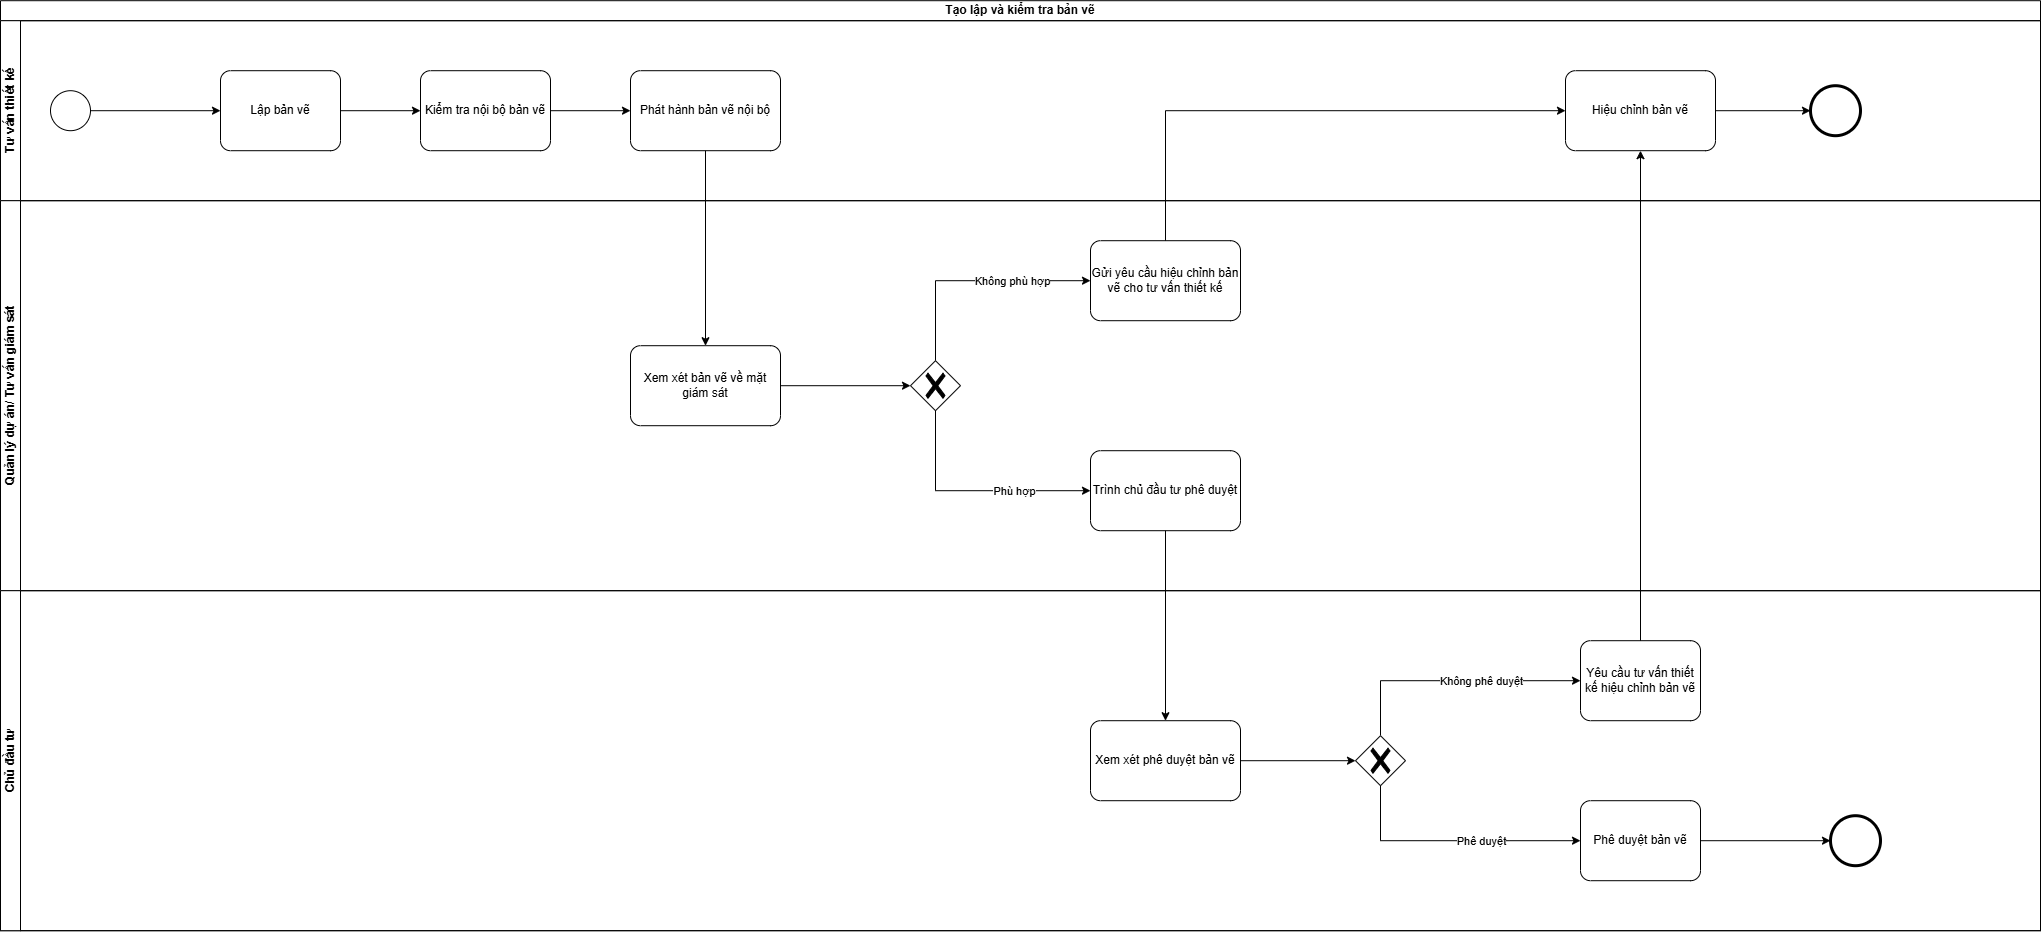 Tạo lập và kiểm tra bản vẽ
Tư vấn thiết kế
Lập bản vẽ
Kiểm tra nội bộ bản vẽ
Phát hành bản vẽ nội bộ
Hiệu chỉnh bản vẽ
Quản lý dự án/ Tư vấn giám sát
Xem xét bản vẽ về mặt
giám sát
Không phù hợp
Gửi yêu cầu hiệu chỉnh bản
vẽ cho tư vấn thiết kế
Phù hợp
Trình chủ đầu tư phê duyệt
Chủ đầu tư
Xem xét phê duyệt bản vẽ
Không phê duyệt
Yêu cầu tư vấn thiết
kế hiệu chỉnh bản vẽ
Phê duyệt
Phê duyệt bản vẽ